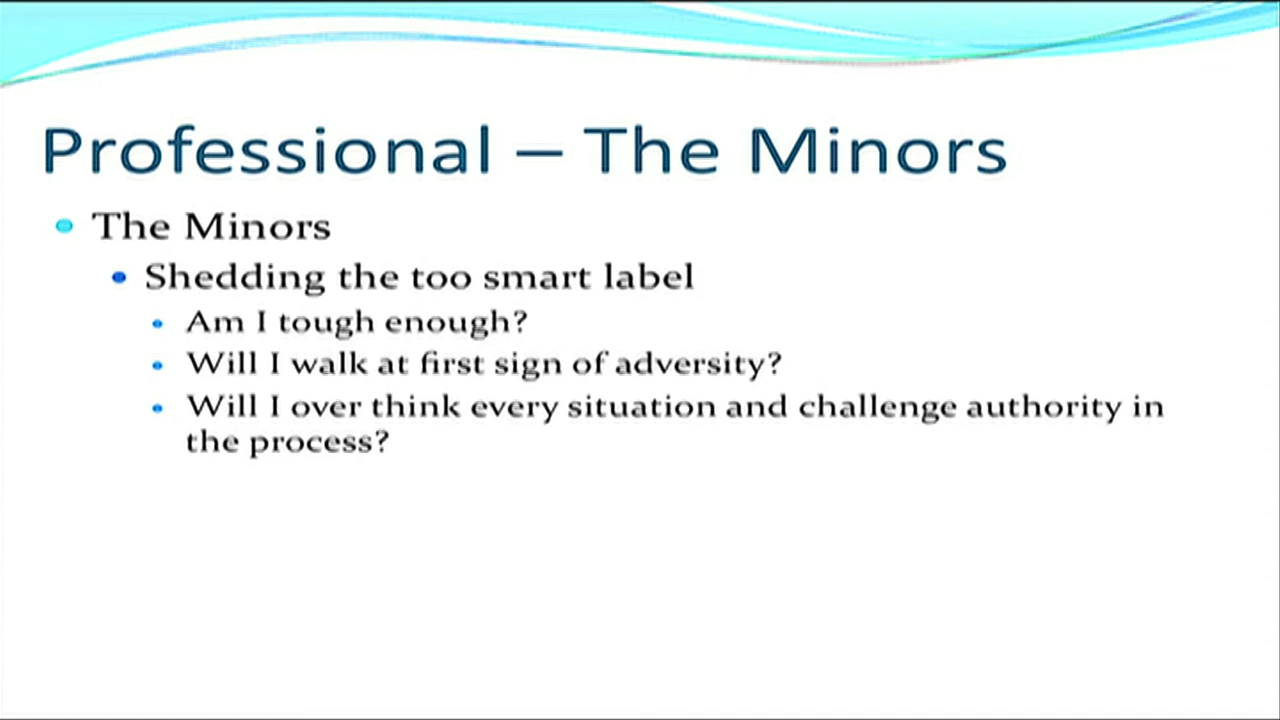 Professional – The Minors
The Minors
Shedding the too smart label
Am I tough enough?
Will I walk at first sign of adversity?
Will I over think every situation and challenge authority in
the process?